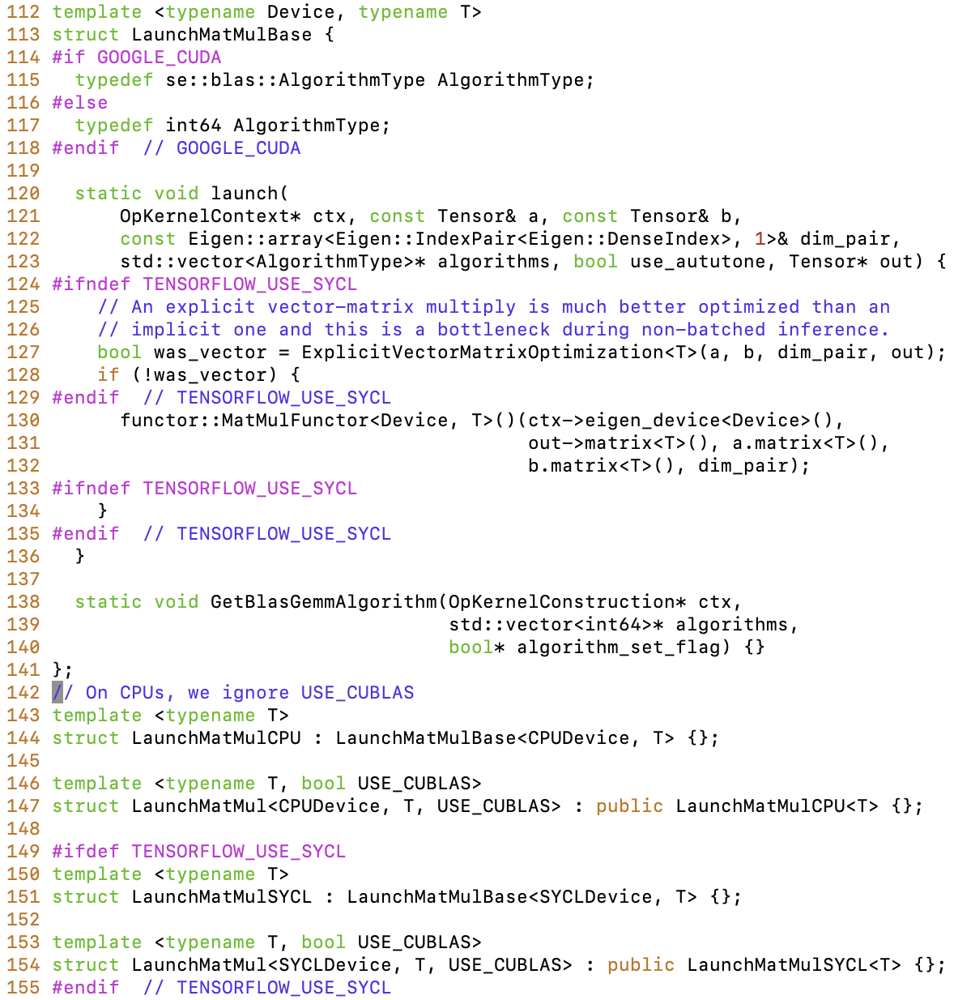 112 template <typename Device, typename T>
113 struct LaunchMatMulBase {
114 #if GOOGLE_CUDA
115   typedef se::blas::AlgorithmType AlgorithmType;
116 #else
117   typedef int64 AlgorithmType;
118 #endif  // GOOGLE_CUDA
119
120   static void launch(
121       OpKernelContext* ctx, const Tensor& a, const Tensor& b,
122       const Eigen::array<Eigen::IndexPair<Eigen::DenseIndex>, 1>& dim_pair,
123       std::vector<AlgorithmType>* algorithms, bool use_aututone, Tensor* out) {
124 #ifndef TENSORFLOW_USE_SYCL
125     // An explicit vector-matrix multiply is much better optimized than an
126     // implicit one and this is a bottleneck during non-batched inference.
127     bool was_vector = ExplicitVectorMatrixOptimization<T>(a, b, dim_pair, out);
128     if (!was_vector) {
129 #endif  // TENSORFLOW_USE_SYCL
130       functor::MatMulFunctor<Device, T>()(ctx->eigen_device<Device>(),
131                                           out->matrix<T>(), a.matrix<T>(),
132                                           b.matrix<T>(), dim_pair);
133 #ifndef TENSORFLOW_USE_SYCL
134     }
135 #endif  // TENSORFLOW_USE_SYCL
136   }
137
138   static void GetBlasGemmAlgorithm(OpKernelConstruction* ctx,
139                                    std::vector<int64>* algorithms,
140                                    bool* algorithm_set_flag) {}
141 };
142 // On CPUs, we ignore USE_CUBLAS
143 template <typename T>
144 struct LaunchMatMulCPU : LaunchMatMulBase<CPUDevice, T> {};
145
146 template <typename T, bool USE_CUBLAS>
147 struct LaunchMatMul<CPUDevice, T, USE_CUBLAS> : public LaunchMatMulCPU<T> {};
148
149 #ifdef TENSORFLOW_USE_SYCL
150 template <typename T>
151 struct LaunchMatMulSYCL : LaunchMatMulBase<SYCLDevice, T> {};
152
153 template <typename T, bool USE_CUBLAS>
154 struct LaunchMatMul<SYCLDevice, T, USE_CUBLAS> : public LaunchMatMulSYCL<T> {};
155 #endif  // TENSORFLOW_USE_SYCL